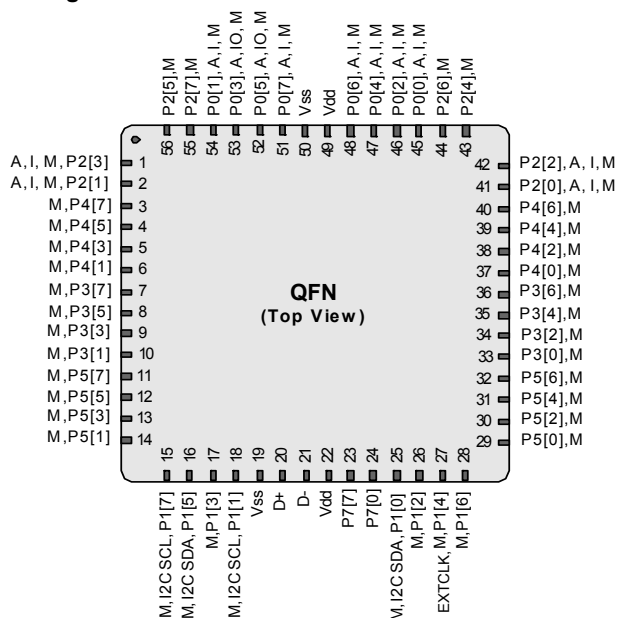 P2[5],M
P2[7],M
P0[1],A,I,M
P0[3],A,IO,M
P0[5],A,IO,M
P0[7],A,I,M
Vss
Vdd
P0[6],A,I,M
P0[4],A,I,M
P0[2],A,I,M
P0[0],A,I,M
P2[6],M
P2[4],M
56
55
54
53
52
51
50
49
48
47
46
45
44
43
A, I, M, P2[3]
1
A, I, M, P2[1]
2
M, P4[7]
3
M, P4[5]
4
M, P4[3]
5
M, P4[1]
6
M, P3[7]
7
M, P3[5]
8
M, P3[3]
9
M, P3[1]
10
M, P5[7]
11
M, P5[5]
12
M, P5[3]
13
M, P5[1]
14
QFN
(Top View)
42
P2[2], A, I, M
41
P2[0], A, I, M
40
P4[6], M
39
P4[4], M
38
P4[2], M
37
P4[0], M
36
P3[6], M
35
P3[4], M
34
P3[2], M
33
P3[0], M
32
P5[6], M
31
P5[4], M
30
P5[2], M
29
P5[0], M
15
16
17
18
19
20
21
22
23
24
25
26
27
28
M, I2C SCL, P1[7]
M, I2C SDA, P1[5]
M, P1[3]
M, I2C SCL, P1[1]
Vss
D+
D-
Vdd
P7[7]
P7[0]
M, I2C SDA, P1[0]
M, P1[2]
EXTCLK, M, P1[4]
M, P1[6]